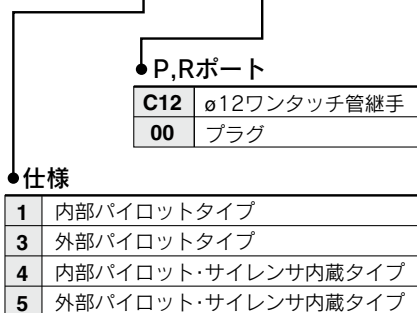 P,Rポート
C12 ø12ワンタッチ管継手
00 プラグ
仕様
1 内部パイロットタイプ
3 外部パイロットタイプ
4 内部パイロット･サイレンサ内蔵タイプ
5 外部パイロット･サイレンサ内蔵タイプ